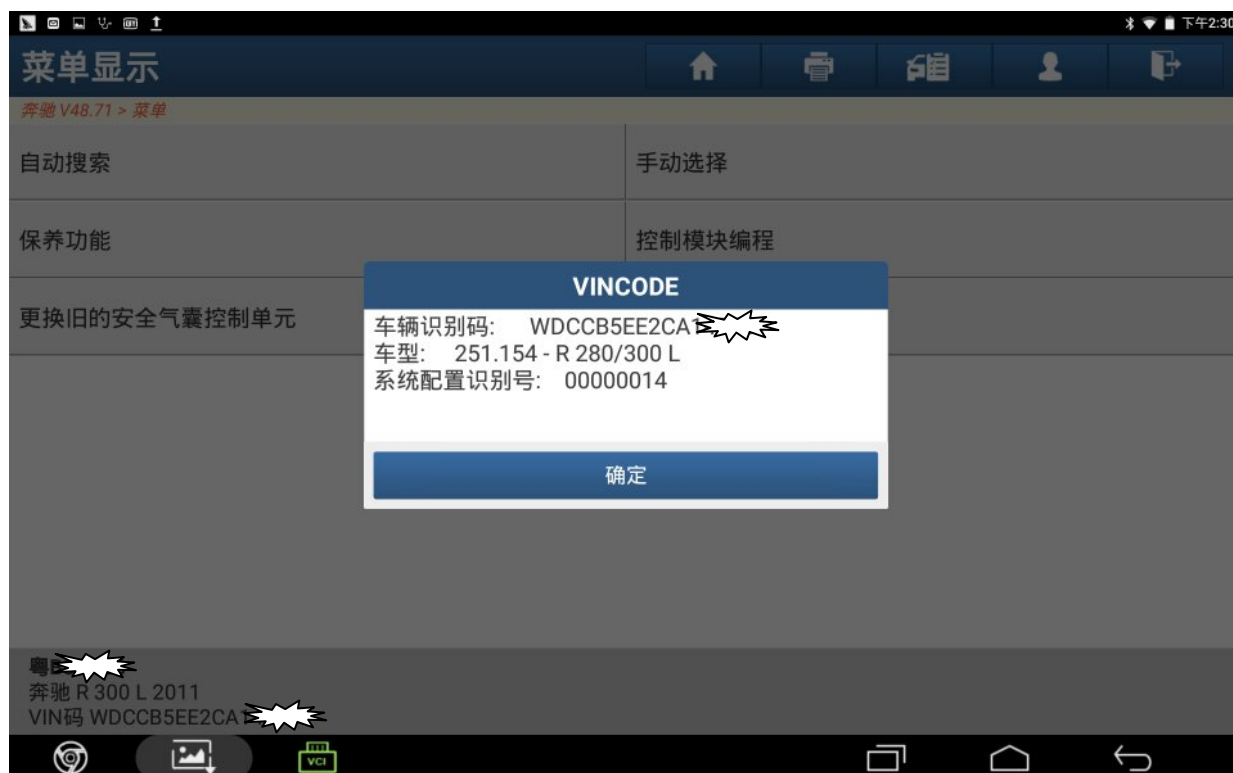 下午2:30
菜单显示
奔驰 V48.71 > 菜单
自动搜索
手动选择
保养功能
控制模块编程
更换旧的安全气囊控制单元
VINCODE
车辆识别码: WDCCB5EE2CA1
车型: 251.154 - R 280/300 L
系统配置识别号: 00000014
确定
粤
奔驰 R 300 L 2011
VIN码 WDCCB5EE2CA
VCI